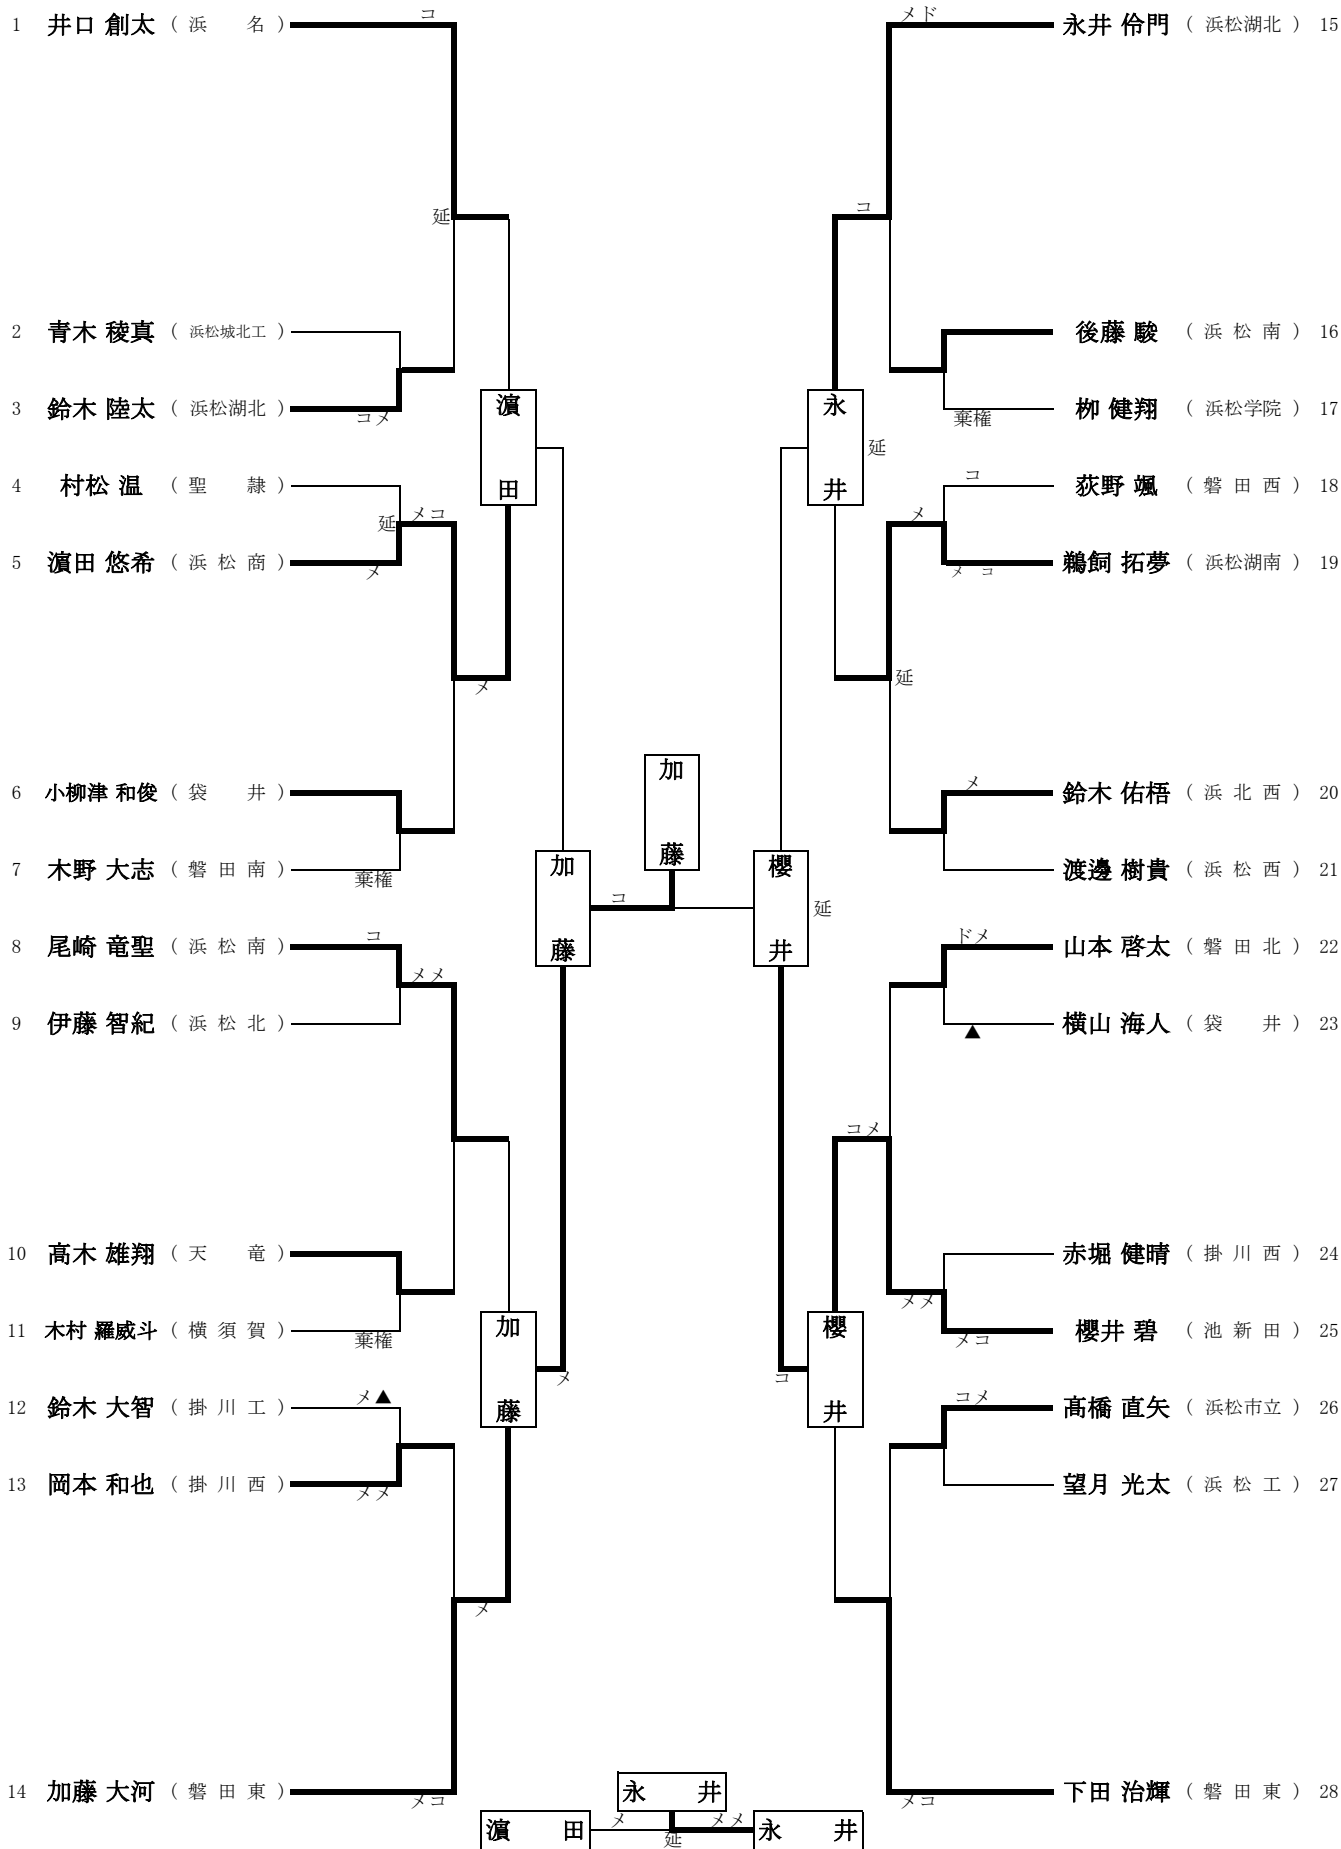 コ
1 井口 創太 （ 浜 名 ）
延
2 青木 稜真 （ 浜松城北工 ）
3 鈴木 陸太 （ 浜松湖北 ）
コメ
4 村松 温 （ 聖 隷 ）
延 メコ
5 濵田 悠希 （ 浜 松 商 ）
メ
メ
6 小柳津 和俊 （ 袋 井 ）
7 木野 大志 （ 磐 田 南 ）
棄権
コ
8 尾崎 竜聖 （ 浜 松 南 ）
メメ
9 伊藤 智紀 （ 浜 松 北 ）
10 髙木 雄翔 （ 天 竜 ）
11 木村 羅威斗 （ 横 須 賀 ）
棄権
メ▲
12 鈴木 大智 （ 掛 川 工 ）
13 岡本 和也 （ 掛 川 西 ）
メメ
メ
14 加藤 大河 （ 磐 田 東 ）
メコ
濵田
加藤
メ
加藤
コ
加藤
櫻井
延
永井
延
櫻井
コ
メド
永井 伶門 （ 浜松湖北 ） 15
コ
後藤 駿 （ 浜 松 南 ） 16
栁 健翔 （ 浜松学院 ） 17
棄権
コ
荻野 颯 （ 磐 田 西 ） 18
メ
鵜飼 拓夢 （ 浜松湖南 ） 19
メ コ
延
メ
鈴木 佑梧 （ 浜 北 西 ） 20
渡邊 樹貴 （ 浜 松 西 ） 21
ドメ
山本 啓太 （ 磐 田 北 ） 22
横山 海人 （ 袋 井 ） 23
▲
コメ
赤堀 健晴 （ 掛 川 西 ） 24
メメ
櫻井 碧 （ 池 新 田 ） 25
メコ
コメ
髙橋 直矢 （ 浜松市立 ） 26
望月 光太 （ 浜 松 工 ） 27
下田 治輝 （ 磐 田 東 ） 28
メコ
永 井
濵 田 メ 延 メメ 永 井